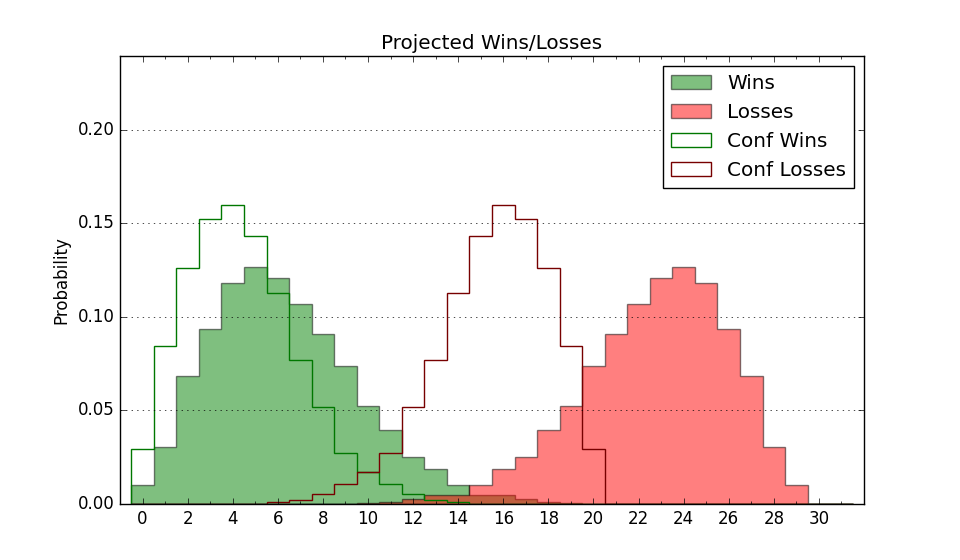 Projected Wins/Losses
Wins
Losses
Conf Wins
Conf Losses
Probability
0.20
0.15
0.10
0.05
0.00
0 2 4 6 8 10 12 14 16 18 20 22 24 26 28 30